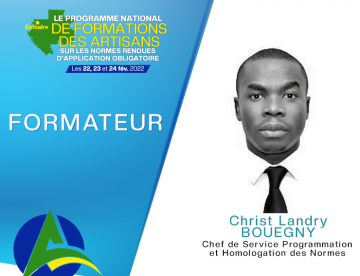 LE PROGRAMME NATIONAL
DE FORMATIONS
DES ARTISANS
SUR LES NORMES RENDUES
D'APPLICATION OBLIGATOIRE
Les 22, 23 et 24 fév. 2022
FORMATEUR
Christ Landry
BOUEGNY
Chef de Service Programmation
et Homologation des Normes